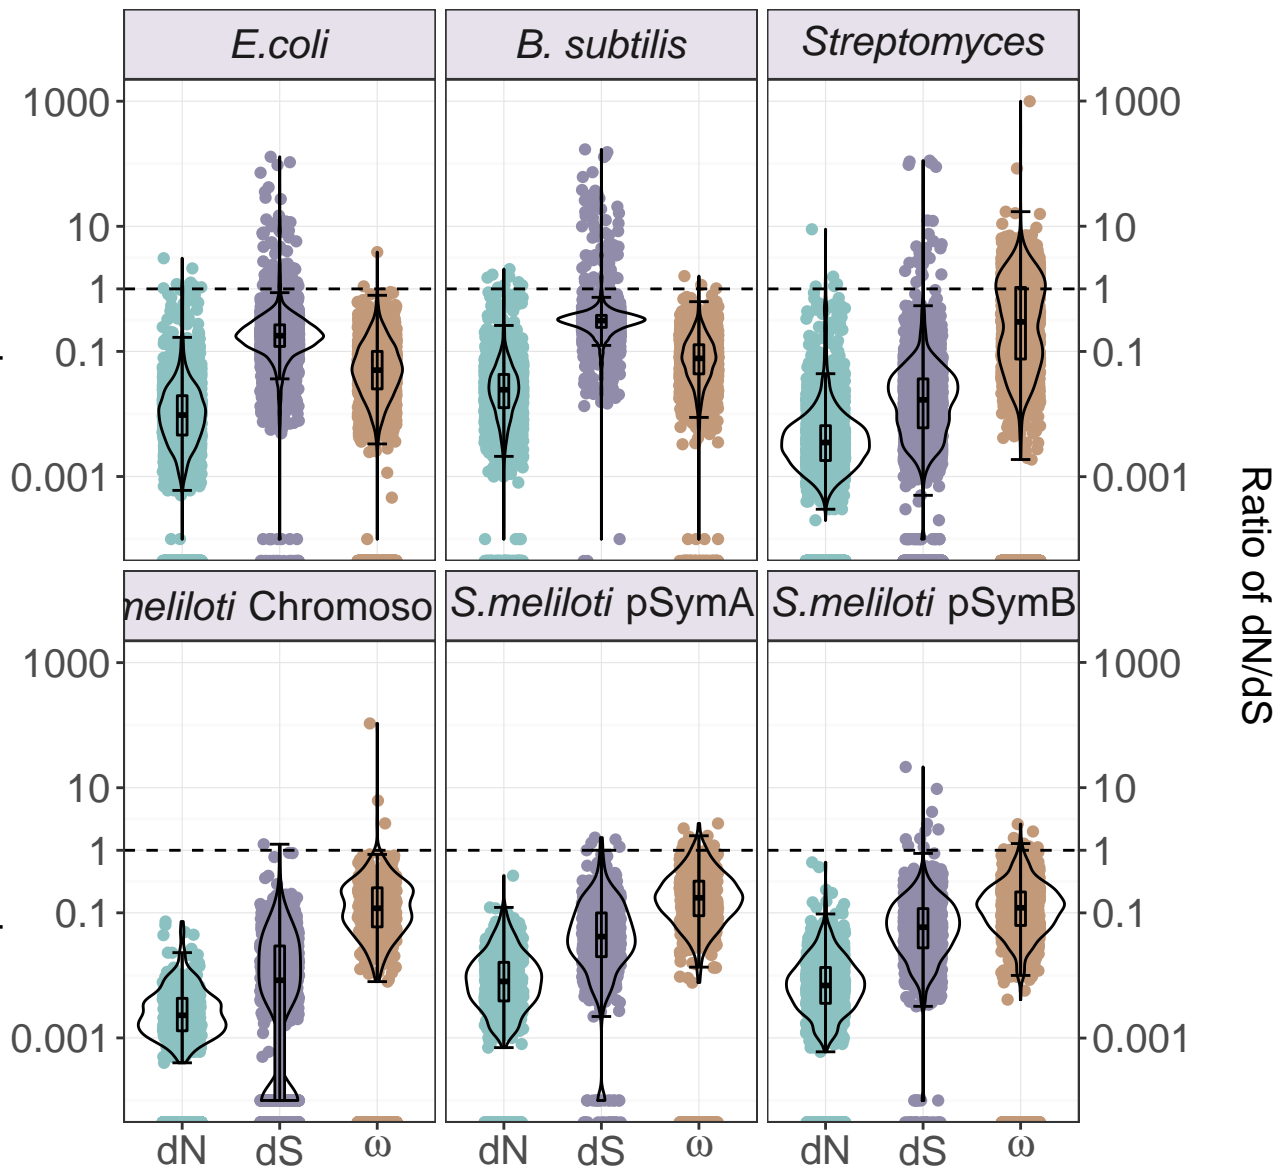 E.coli
B. subtilis
Streptomyces
1000
10
1
0.1
0.001
1000
10
1
0.1
0.001
meliloti Chromoso
S.meliloti pSymA
S.meliloti pSymB
1000
10
1
0.1
0.001
1000
10
1
0.1
0.001
dN dS ω
dN dS ω
dN dS ω
Ratio of dN/dS